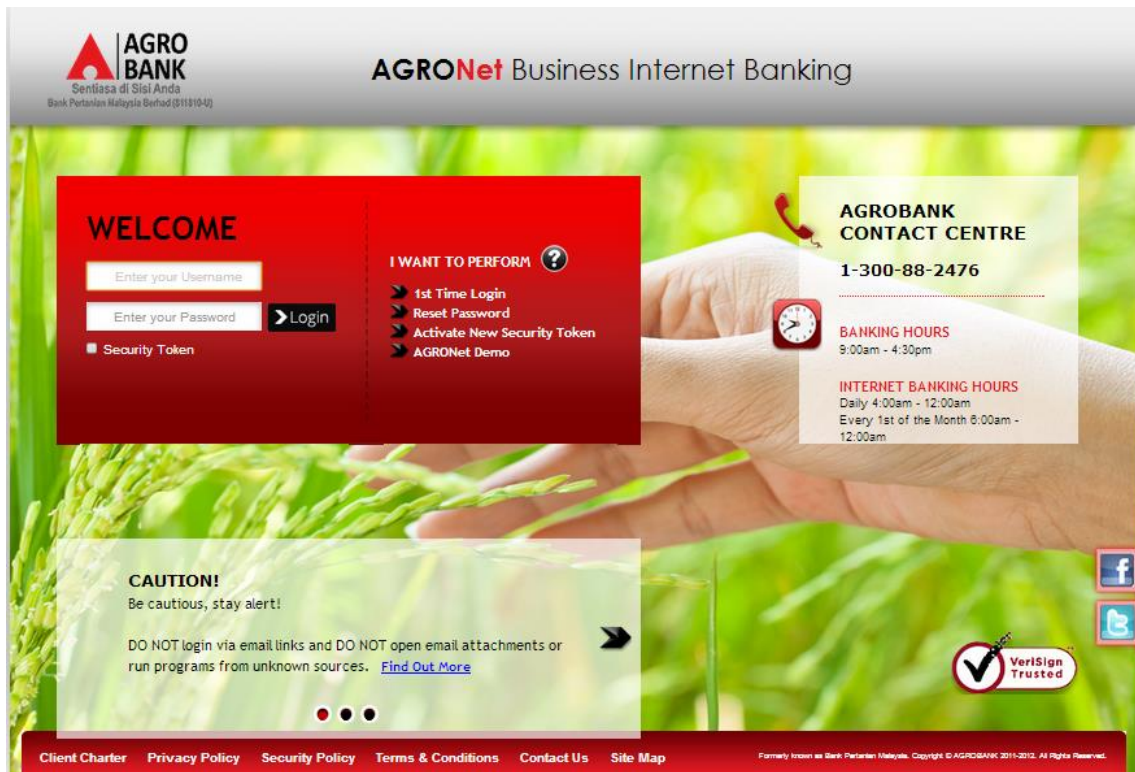 AGRO
BANK
Sentiasa di Sisi Anda
Bank Pertanian Malaysia Berhad (811810-U)
AGRONet Business Internet Banking
WELCOME
Enter your Username
Enter your Password
Login
Security Token
I WANT TO PERFORM ?
1st Time Login
Reset Password
Activate New Security Token
AGRONet Demo
AGROBANK
CONTACT CENTRE
1-300-88-2476
BANKING HOURS
9:00am - 4:30pm
INTERNET BANKING HOURS
Daily 4:00am - 12:00am
Every 1st of the Month 6:00am -
12:00am
CAUTION!
Be cautious, stay alert!
DO NOT login via email links and DO NOT open email attachments or
run programs from unknown sources. Find Out More
VeriSign
Trusted
Client Charter Privacy Policy Security Policy Terms & Conditions Contact Us Site Map
Formerly known as Bank Pertanian Malaysia. Copyright © AGROBANK 2011-2012. All Rights Reserved.